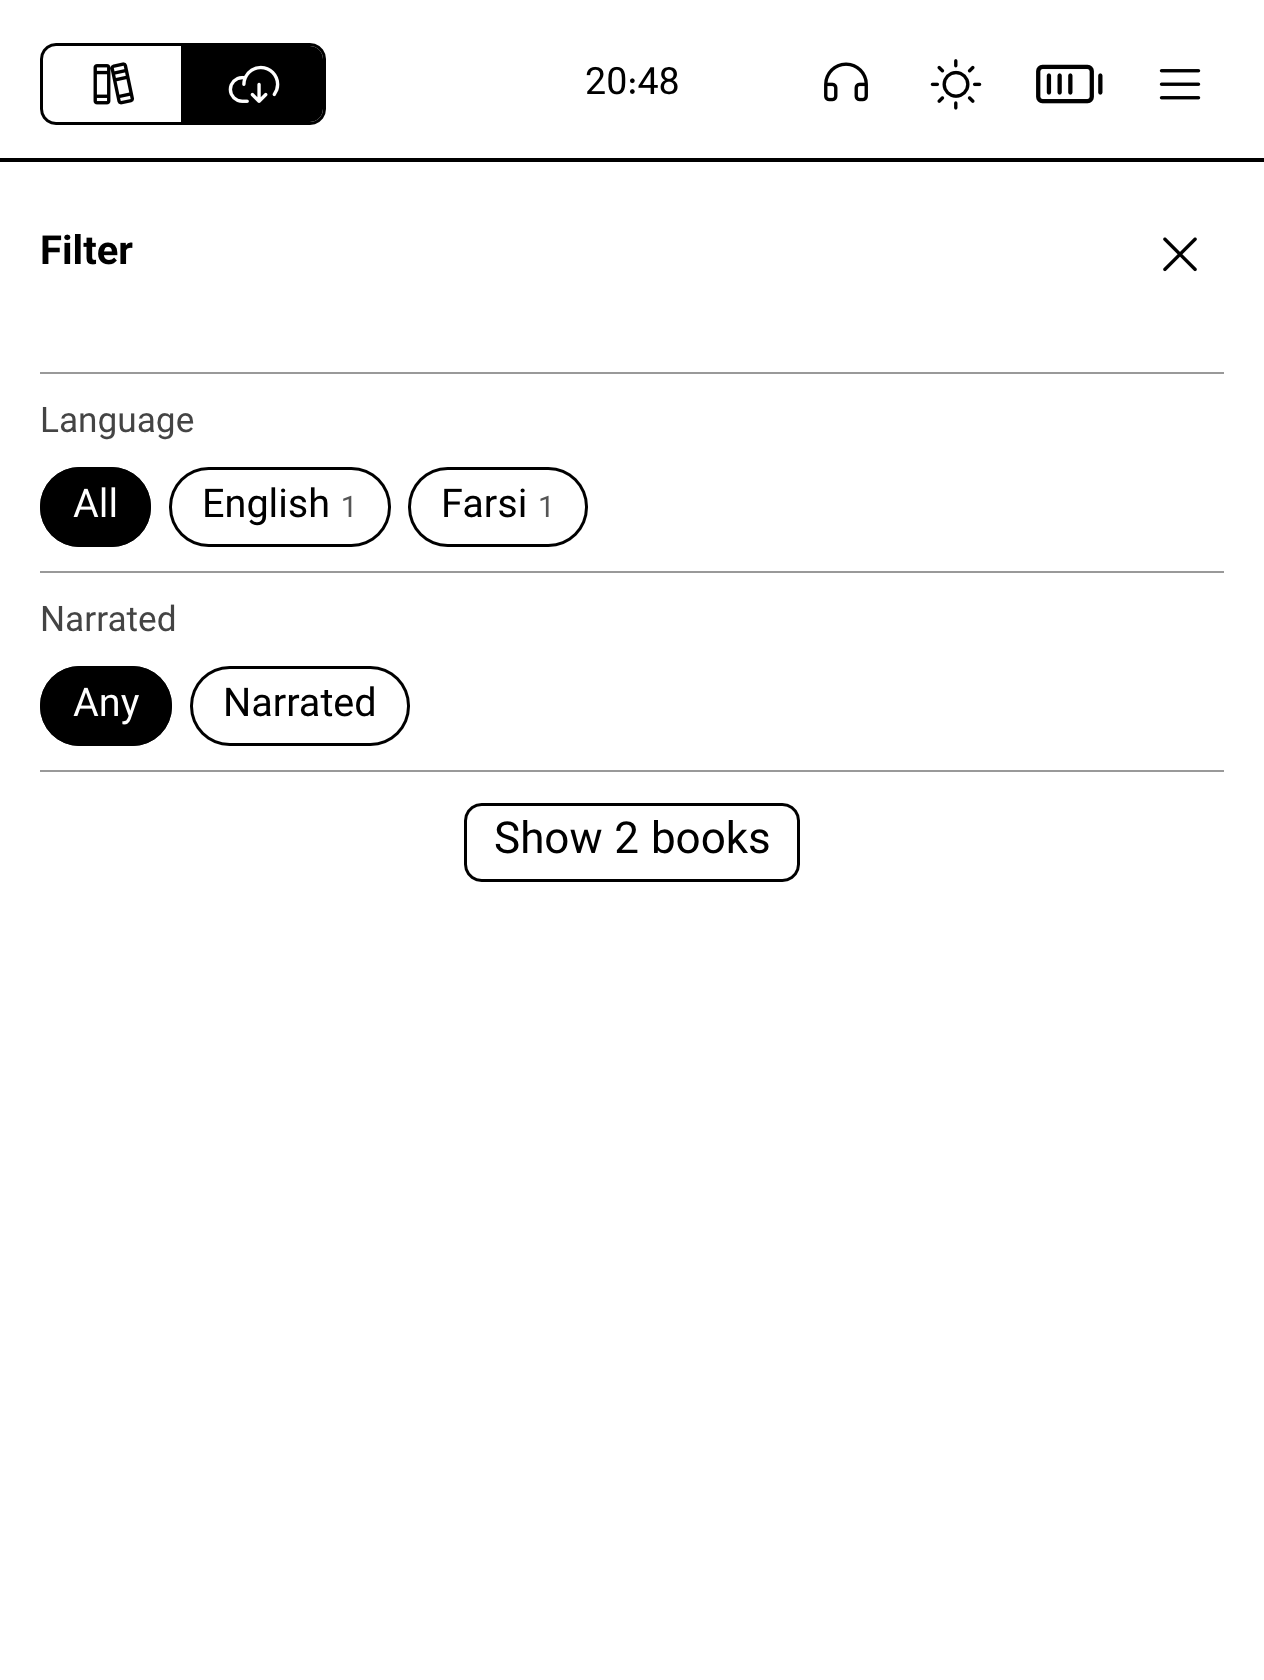 20:48
Filter
Language
All English 1 Farsi 1
Narrated
Any Narrated
Show 2 books